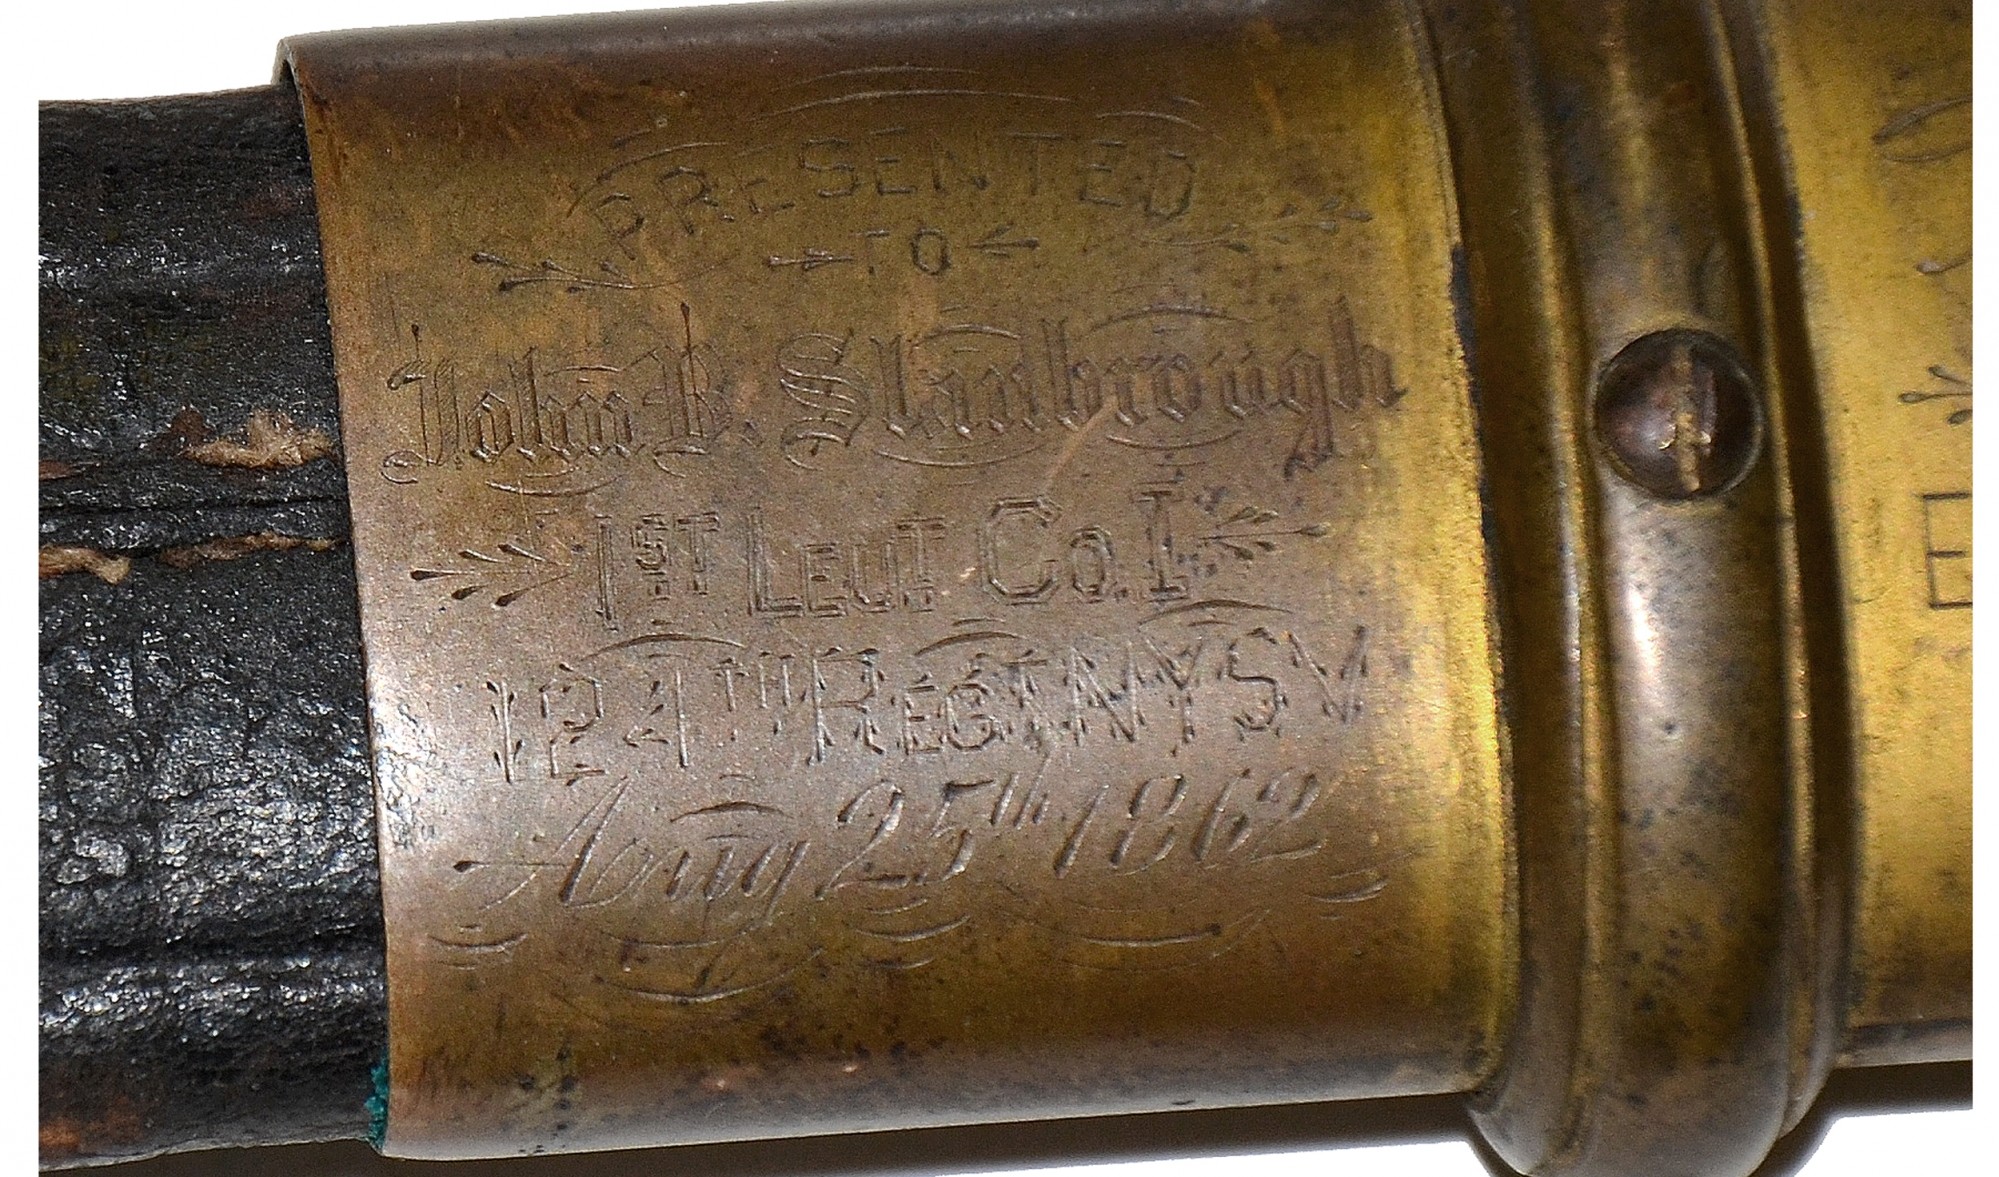 PRESENTED
TO
John B. Stanbrough
1ST LEUT CO. I
124TH REGT NYSV
Aug 25th 1862
E